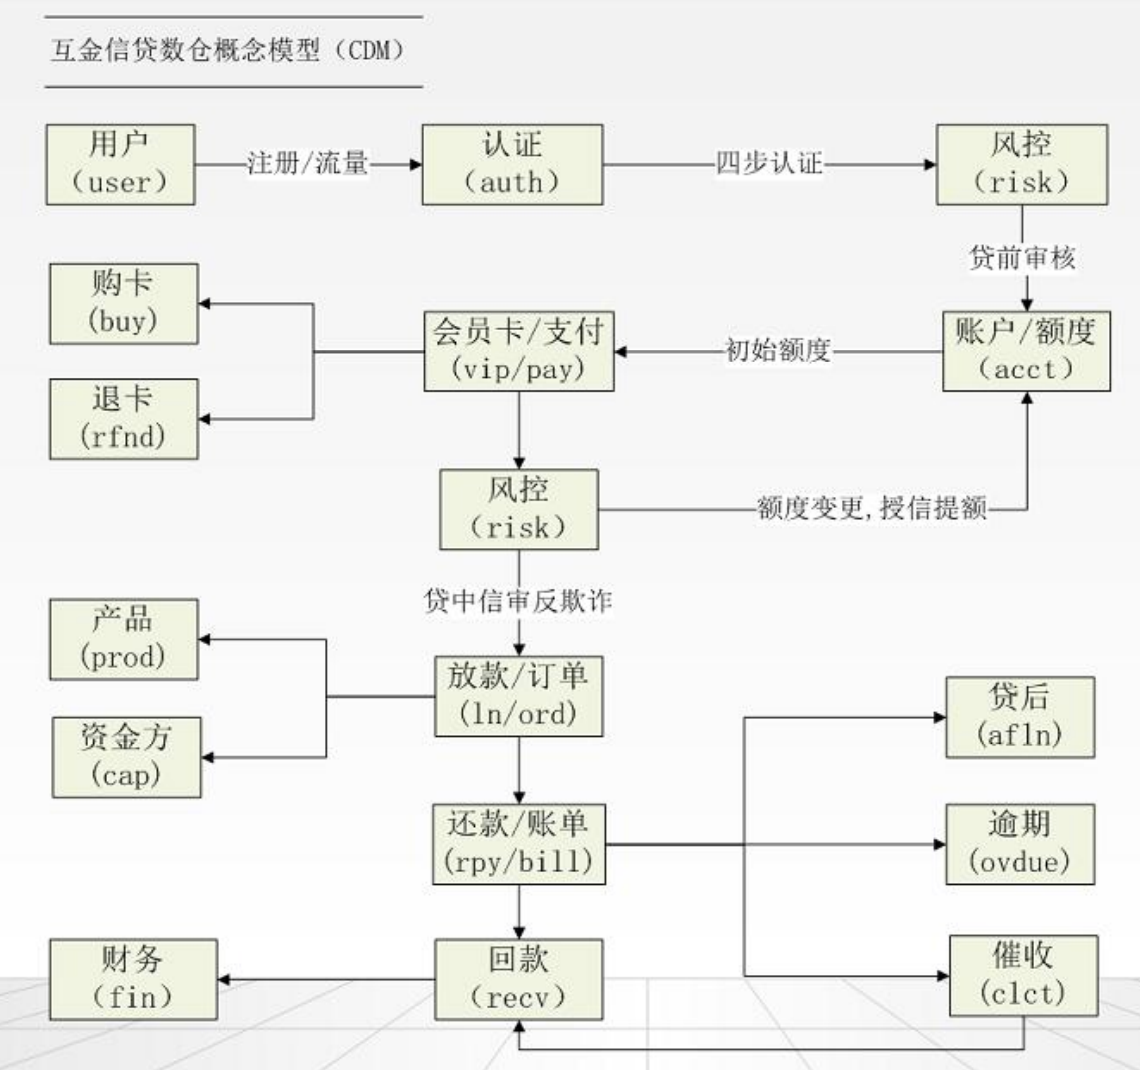 互金信贷数仓概念模型（CDM）
用户
（user）
注册/流量
认证
（auth）
四步认证
风控
（risk）
贷前审核
购卡
(buy)
会员卡/支付
(vip/pay)
初始额度
账户/额度
（acct）
退卡
(rfnd)
风控
（risk）
额度变更,授信提额
贷中信审反欺诈
产品
(prod)
放款/订单
(ln/ord)
资金方
(cap)
贷后
(afln)
还款/账单
(rpy/bill)
逾期
(ovdue)
财务
（fin）
回款
（recv）
催收
(clct)